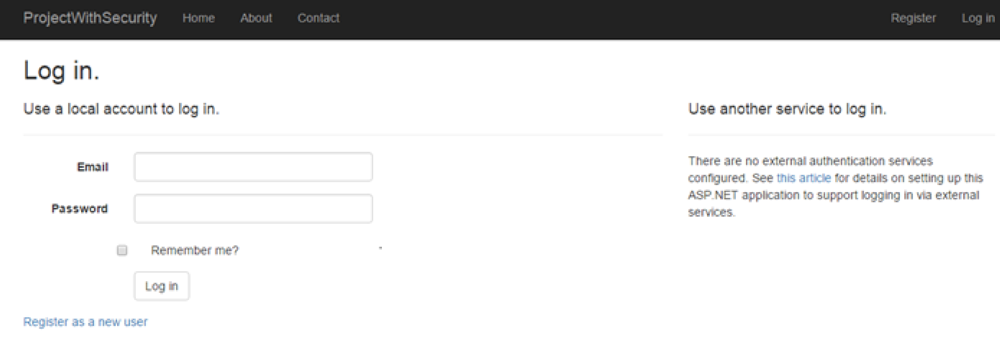 ProjectWithSecurity Home About Contact Register Log in
Log in.
Use a local account to log in.
Email
Password
Remember me?
Log in
Register as a new user
Use another service to log in.
There are no external authentication services
configured. See this article for details on setting up this
ASP.NET application to support logging in via external
services.